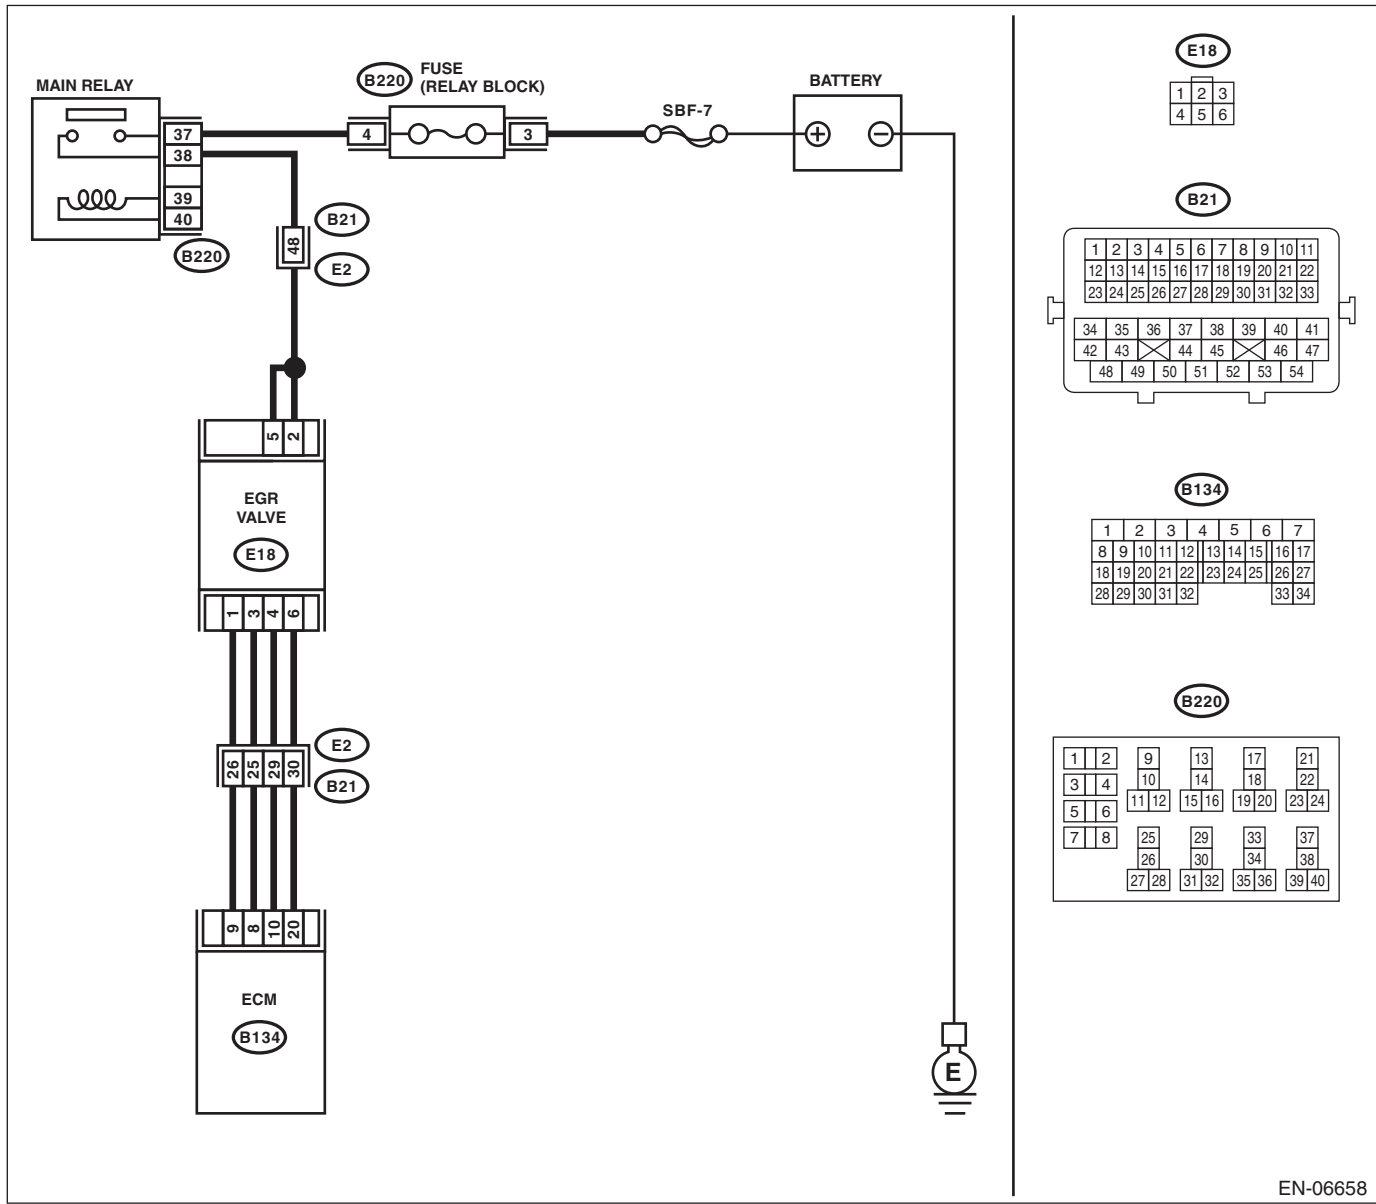 MAIN RELAY
37
38
39
40
B220
B220
FUSE
(RELAY BLOCK)
4
3
SBF-7
BATTERY
+
−
B21
48
E2
5 2
EGR
VALVE
E18
1 3 4 6
E2
26 25 29 30
B21
9 8 10 20
ECM
B134
E
E18
1 2 3
4 5 6
B21
1 2 3 4 5 6 7 8 9 10 11
12 13 14 15 16 17 18 19 20 21 22
23 24 25 26 27 28 29 30 31 32 33
34 35 36 37 38 39 40 41
42 43 44 45 46 47
48 49 50 51 52 53 54
B134
1 2 3 4 5 6 7
8 9 10 11 12 13 14 15 16 17
18 19 20 21 22 23 24 25 26 27
28 29 30 31 32 33 34
B220
1 2 9 13 17 21
3 4 10 14 18 22
11 12 15 16 19 20 23 24
5 6
7 8 25 29 33 37
26 30 34 38
27 28 31 32 35 36 39 40
EN-06658